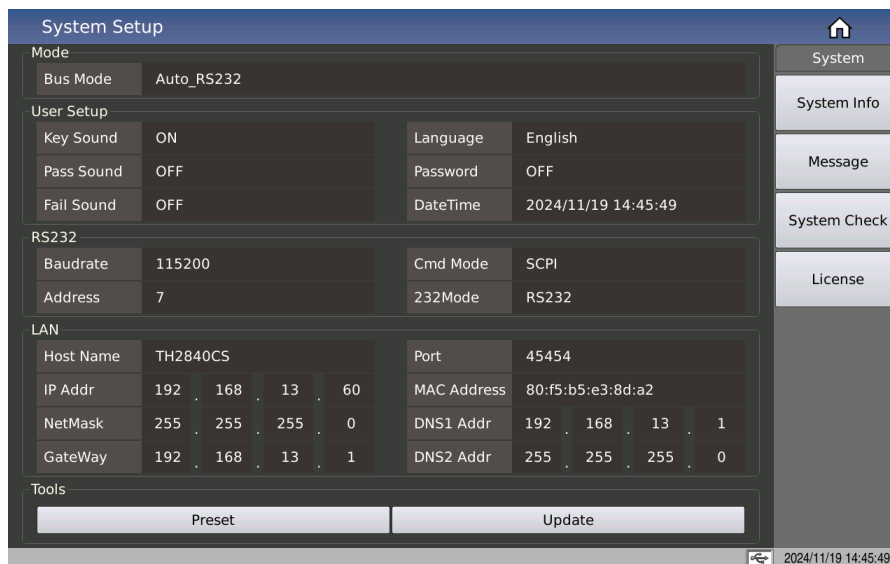 System Setup
System
Mode
Bus Mode Auto_RS232
System Info
User Setup
Key Sound ON Language English
Message
Pass Sound OFF Password OFF
Fail Sound OFF DateTime 2024/11/19 14:45:49
System Check
RS232
Baudrate 115200 Cmd Mode SCPI
License
Address 7 232Mode RS232
LAN
Host Name TH2840CS Port 45454
IP Addr 192 . 168 . 13 . 60 MAC Address 80:f5:b5:e3:8d:a2
NetMask 255 . 255 . 255 . 0 DNS1 Addr 192 . 168 . 13 . 1
GateWay 192 . 168 . 13 . 1 DNS2 Addr 255 . 255 . 255 . 0
Tools
Preset Update
2024/11/19 14:45:49